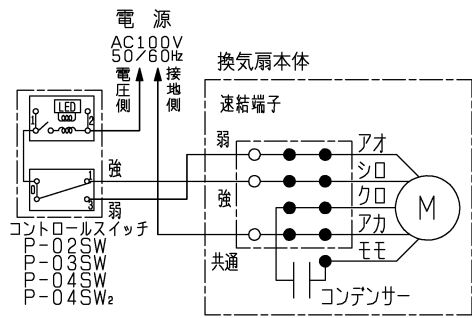 電 源
AC100V
50/60Hz
電圧側
接地側
換気扇本体
速結端子
LED
1
2
弱
アオ
強
シロ
0
1
3
強
クロ
M
弱
アカ
コントロールスイッチ
P-02SW
P-03SW
P-04SW
P-04SW₂
共通
モモ
コンデンサー